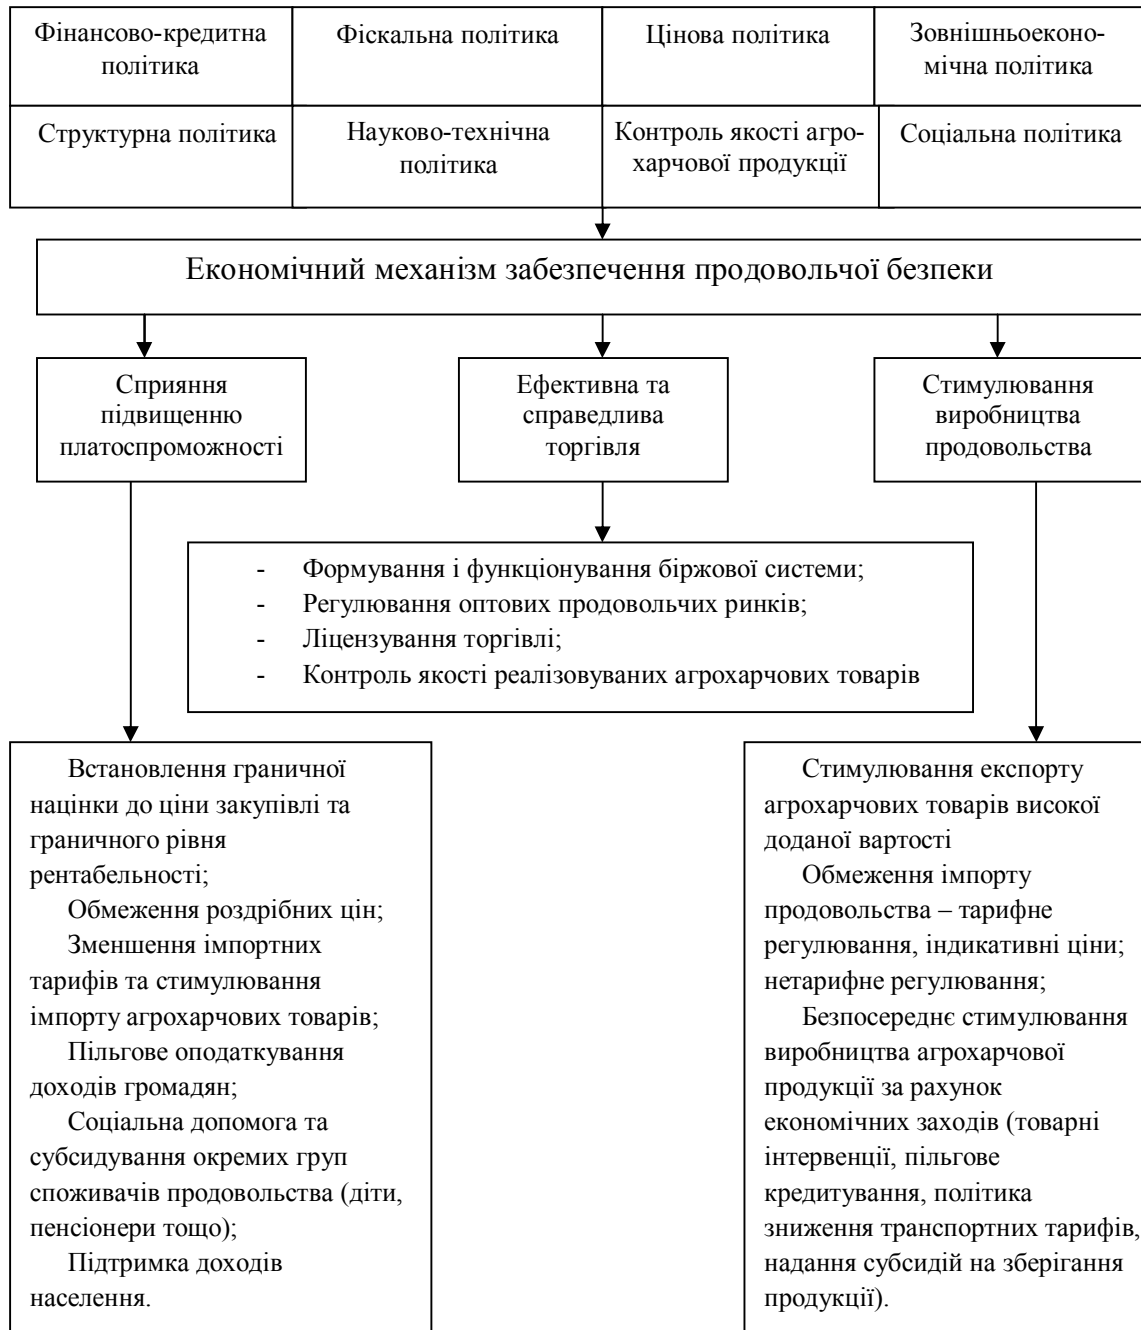 Фінансово-кредитна
політика
Фіскальна політика
Цінова політика
Зовнішньоеконо-
мічна політика
Структурна політика
Науково-технічна
політика
Контроль якості агро-
харчової продукції
Соціальна політика
Економічний механізм забезпечення продовольчої безпеки
Сприяння
підвищенню
платоспроможності
Ефективна та
справедлива
торгівля
Стимулювання
виробництва
продовольства
- Формування і функціонування біржової системи;
- Регулювання оптових продовольчих ринків;
- Ліцензування торгівлі;
- Контроль якості реалізовуваних агрохарчових товарів
Встановлення граничної
націнки до ціни закупівлі та
граничного рівня
рентабельності;
Обмеження роздрібних цін;
Зменшення імпортних
тарифів та стимулювання
імпорту агрохарчових товарів;
Пільгове оподаткування
доходів громадян;
Соціальна допомога та
субсидування окремих груп
споживачів продовольства (діти,
пенсіонери тощо);
Підтримка доходів
населення.
Стимулювання експорту
агрохарчових товарів високої
доданої вартості
Обмеження імпорту
продовольства – тарифне
регулювання, індикативні ціни;
нетарифне регулювання;
Безпосереднє стимулювання
виробництва агрохарчової
продукції за рахунок
економічних заходів (товарні
інтервенції, пільгове
кредитування, політика
зниження транспортних тарифів,
надання субсидій на зберігання
продукції).